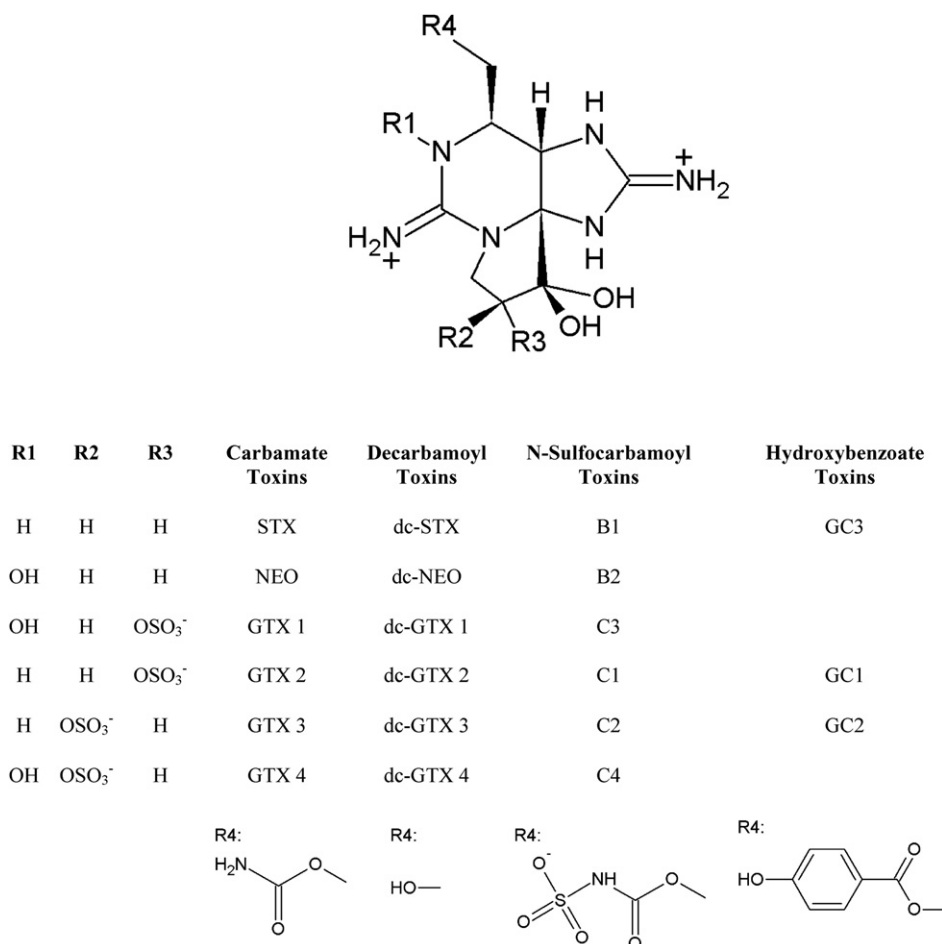 R4
R1
H
H
N
N
NH2
+
H2N
+
N
N
H
OH
OH
R2
R3
R1 R2 R3 Carbamate Toxins Decarbamoyl Toxins N-Sulfocarbamoyl Toxins Hydroxybenzoate Toxins
H H H STX dc-STX B1 GC3
OH H H NEO dc-NEO B2
OH H OSO3- GTX 1 dc-GTX 1 C3
H H OSO3- GTX 2 dc-GTX 2 C1 GC1
H OSO3- H GTX 3 dc-GTX 3 C2 GC2
OH OSO3- H GTX 4 dc-GTX 4 C4
R4: R4: R4: R4:
H2N O O
HO
O- S O O NH O O
HO O O